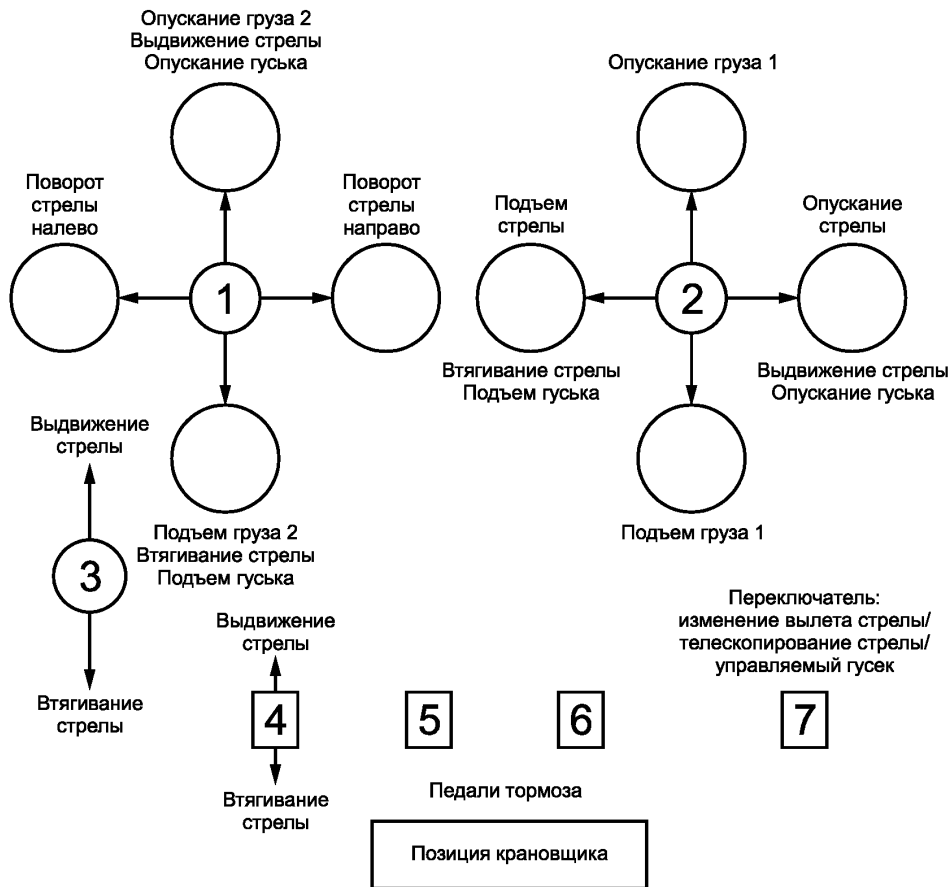 Опускание груза 2
Выдвижение стрелы
Опускание гуська
Опускание груза 1
Поворот
стрелы
налево
Поворот
стрелы
направо
Подъем
стрелы
Опускание
стрелы
1
2
Втягивание стрелы
Подъем гуська
Выдвижение стрелы
Опускание гуська
Выдвижение
стрелы
Подъем груза 2
Втягивание стрелы
Подъем гуська
Подъем груза 1
3
Втягивание
стрелы
Выдвижение
стрелы
Переключатель:
изменение вылета стрелы/
телескопирование стрелы/
управляемый гусек
4
5
6
7
Втягивание
стрелы
Педали тормоза
Позиция крановщика